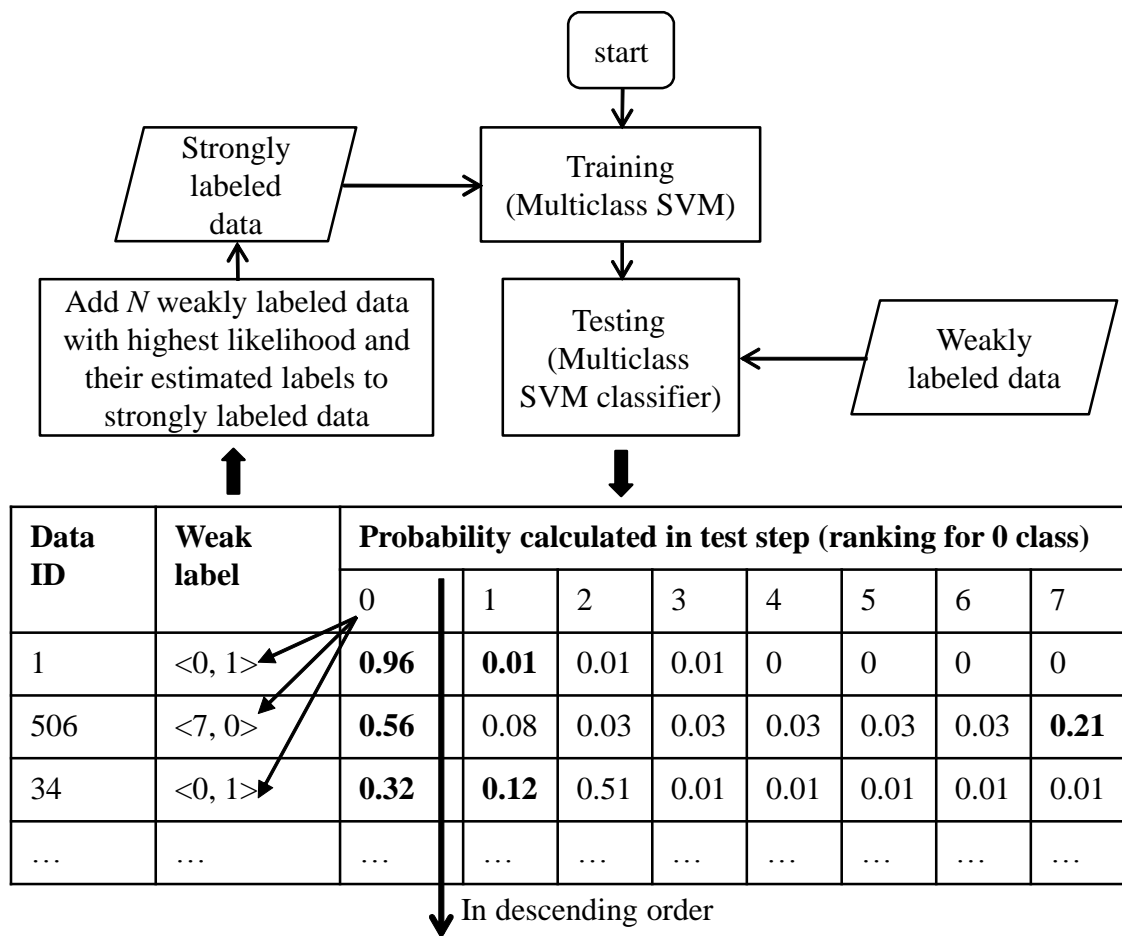 start
Strongly
labeled
data
Training
(Multiclass SVM)
Add N weakly labeled data
with highest likelihood and
their estimated labels to
strongly labeled data
Testing
(Multiclass
SVM classifier)
Weakly
labeled data
Data
ID
Weak
label
Probability calculated in test step (ranking for 0 class)
0 1 2 3 4 5 6 7
1 <0, 1> 0.96 0.01 0.01 0.01 0 0 0 0
506 <7, 0> 0.56 0.08 0.03 0.03 0.03 0.03 0.03 0.21
34 <0, 1> 0.32 0.12 0.51 0.01 0.01 0.01 0.01 0.01
… … … … … … … … … …
In descending order